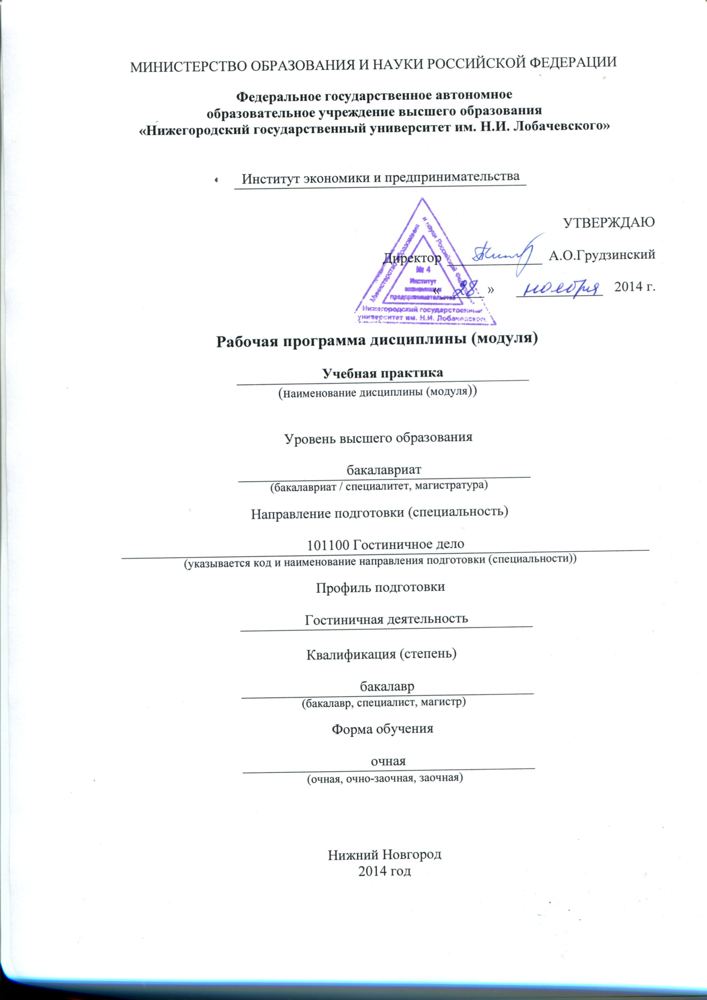 МИНИСТЕРСТВО ОБРАЗОВАНИЯ И НАУКИ РОССИЙСКОЙ ФЕДЕРАЦИИ
Федеральное государственное автономное
образовательное учреждение высшего образования
«Нижегородский государственный университет им. Н.И. Лобачевского»
Институт экономики и предпринимательства
УТВЕРЖДАЮ
Директор А.О.Грудзинский
« 28 » ноября 2014 г.
Министерство образования
и науки Российской
№ 4
Институт
экономики и
предпринимательства
Нижегородский государственный
университет им. Н.И. Лобачевского
Рабочая программа дисциплины (модуля)
Учебная практика
(наименование дисциплины (модуля))
Уровень высшего образования
бакалавриат
(бакалавриат / специалитет, магистратура)
Направление подготовки (специальность)
101100 Гостиничное дело
(указывается код и наименование направления подготовки (специальности))
Профиль подготовки
Гостиничная деятельность
Квалификация (степень)
бакалавр
(бакалавр, специалист, магистр)
Форма обучения
очная
(очная, очно-заочная, заочная)
Нижний Новгород
2014 год